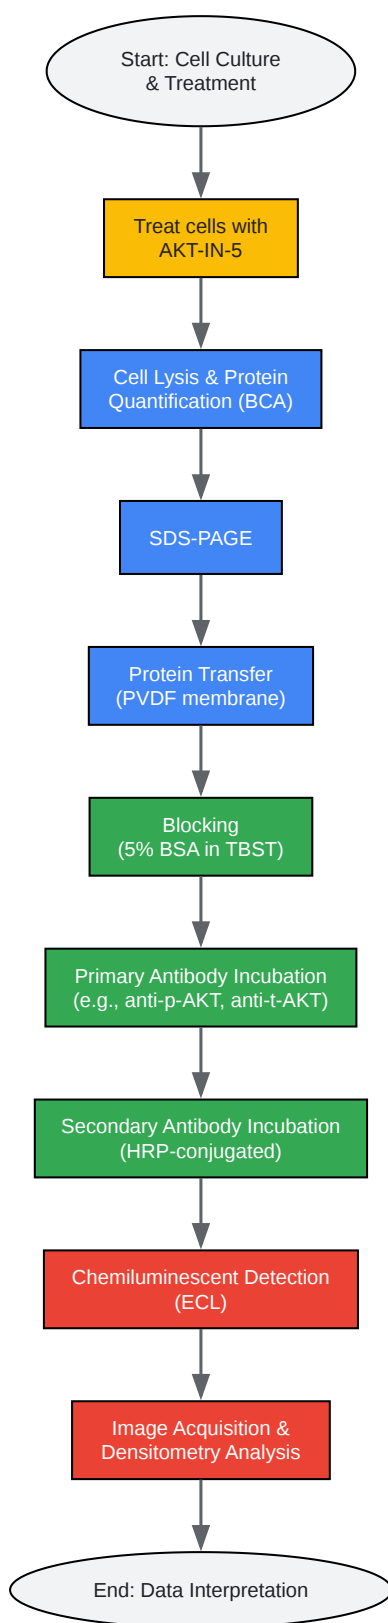 Start: Cell Culture
& Treatment
Treat cells with
AKT-IN-5
Cell Lysis & Protein
Quantification (BCA)
SDS-PAGE
Protein Transfer
(PVDF membrane)
Blocking
(5% BSA in TBST)
Primary Antibody Incubation
(e.g., anti-p-AKT, anti-t-AKT)
Secondary Antibody Incubation
(HRP-conjugated)
Chemiluminescent Detection
(ECL)
Image Acquisition &
Densitometry Analysis
End: Data Interpretation